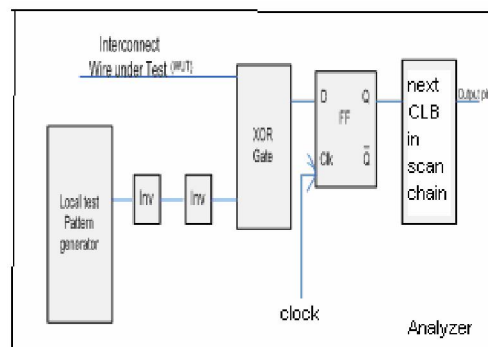 Interconnect
Wire under Test (WUT)
Local test
Pattern
generator
Inv
Inv
XOR
Gate
D Q
FF
Clk Q̅
next
CLB
in
scan
chain
Output pin
clock
Analyzer